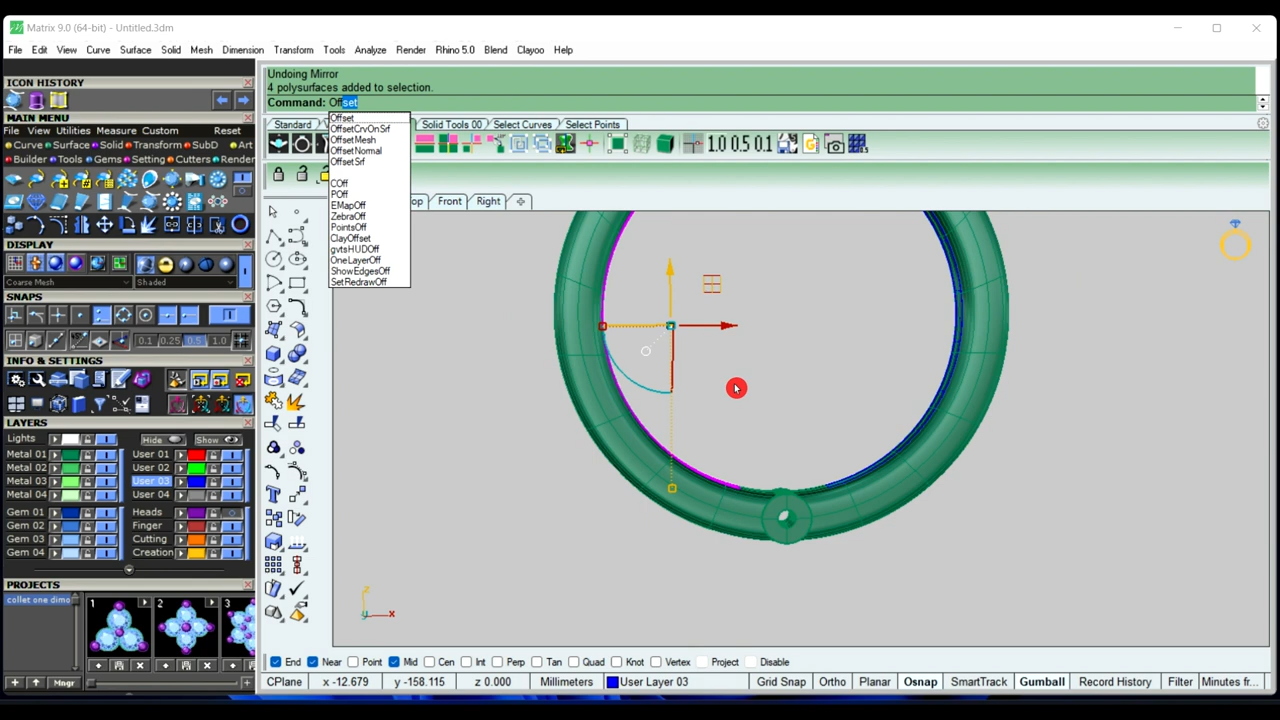 Matrix 9.0 (64-bit) - Untitled.3dm
File Edit View Curve Surface Solid Mesh Dimension Transform Tools Analyze Render Rhino 5.0 Blend Clayoo Help
ICON HISTORY
MAIN MENU
File View Utilities Measure Custom Reset
Curve Surface Solid Transform SubD Art
Builder Tools Gems Setting Cutters Render
DISPLAY
Coarse Mesh Shaded
SNAPS
0.1 0.25 0.5 1.0
INFO & SETTINGS
LAYERS
Lights Hide Show
Metal 01 User 01
Metal 02 User 02
Metal 03 User 03
Metal 04 User 04
Gem 01 Heads
Gem 02 Finger
Gem 03 Cutting
Gem 04 Creation
PROJECTS
collet one dimo
1 2 3
Mngr
Undoing Mirror
4 polysurfaces added to selection.
Command: Offset
Offset
OffsetCrvOnSrf
OffsetMesh
OffsetNormal
OffsetSrf
COff
POff
EMapOff
ZebraOff
PointsOff
ClayOffset
gvtsHUDOff
OneLayerOff
ShowEdgesOff
SetRedrawOff
Standard Solid Tools 00 Select Curves Select Points
1.0 0.5 0.1
op Front Right
z
y x
End Near Point Mid Cen Int Perp Tan Quad Knot Vertex Project Disable
CPlane x -12.679 y -158.115 z 0.000 Millimeters User Layer 03 Grid Snap Ortho Planar Osnap SmartTrack Gumball Record History Filter Minutes fr...